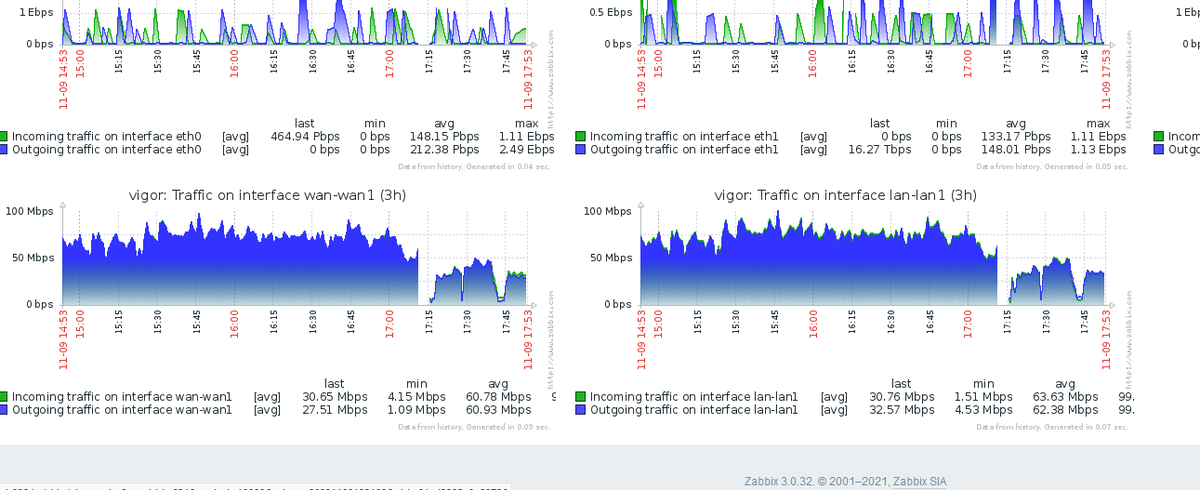 1 Ebps
0 bps
11-09 14:53
15:00
15:15
15:30
15:45
16:00
16:15
16:30
16:45
17:00
17:15
17:30
17:45
11-09 17:53
http://www.zabbix.com
last min avg max
Incoming traffic on interface eth0 [avg] 464.94 Pbps 0 bps 148.15 Pbps 1.11 Ebps
Outgoing traffic on interface eth0 [avg] 0 bps 0 bps 212.38 Pbps 2.49 Ebps
Data from history. Generated in 0.04 sec.
0.5 Ebps
0 bps
11-09 14:53
15:00
15:15
15:30
15:45
16:00
16:15
16:30
16:45
17:00
17:15
17:30
17:45
11-09 17:53
http://www.zabbix.com
last min avg max
Incoming traffic on interface eth1 [avg] 0 bps 0 bps 133.17 Pbps 1.11 Ebps
Outgoing traffic on interface eth1 [avg] 16.27 Tbps 0 bps 148.01 Pbps 1.13 Ebps
Data from history. Generated in 0.05 sec.
1 Eb
0 b
Incom
Outgo
vigor: Traffic on interface wan-wan1 (3h)
100 Mbps
50 Mbps
0 bps
11-09 14:53
15:00
15:15
15:30
15:45
16:00
16:15
16:30
16:45
17:00
17:15
17:30
17:45
11-09 17:53
http://www.zabbix.com
last min avg
Incoming traffic on interface wan-wan1 [avg] 30.65 Mbps 4.15 Mbps 60.78 Mbps
Outgoing traffic on interface wan-wan1 [avg] 27.51 Mbps 1.09 Mbps 60.93 Mbps
Data from history. Generated in 0.09 sec.
vigor: Traffic on interface lan-lan1 (3h)
100 Mbps
50 Mbps
0 bps
11-09 14:53
15:00
15:15
15:30
15:45
16:00
16:15
16:30
16:45
17:00
17:15
17:30
17:45
11-09 17:53
http://www.zabbix.com
last min avg
Incoming traffic on interface lan-lan1 [avg] 30.76 Mbps 1.51 Mbps 63.63 Mbps 99.
Outgoing traffic on interface lan-lan1 [avg] 32.57 Mbps 4.53 Mbps 62.38 Mbps 99.
Data from history. Generated in 0.07 sec.
Zabbix 3.0.32. © 2001–2021, Zabbix SIA